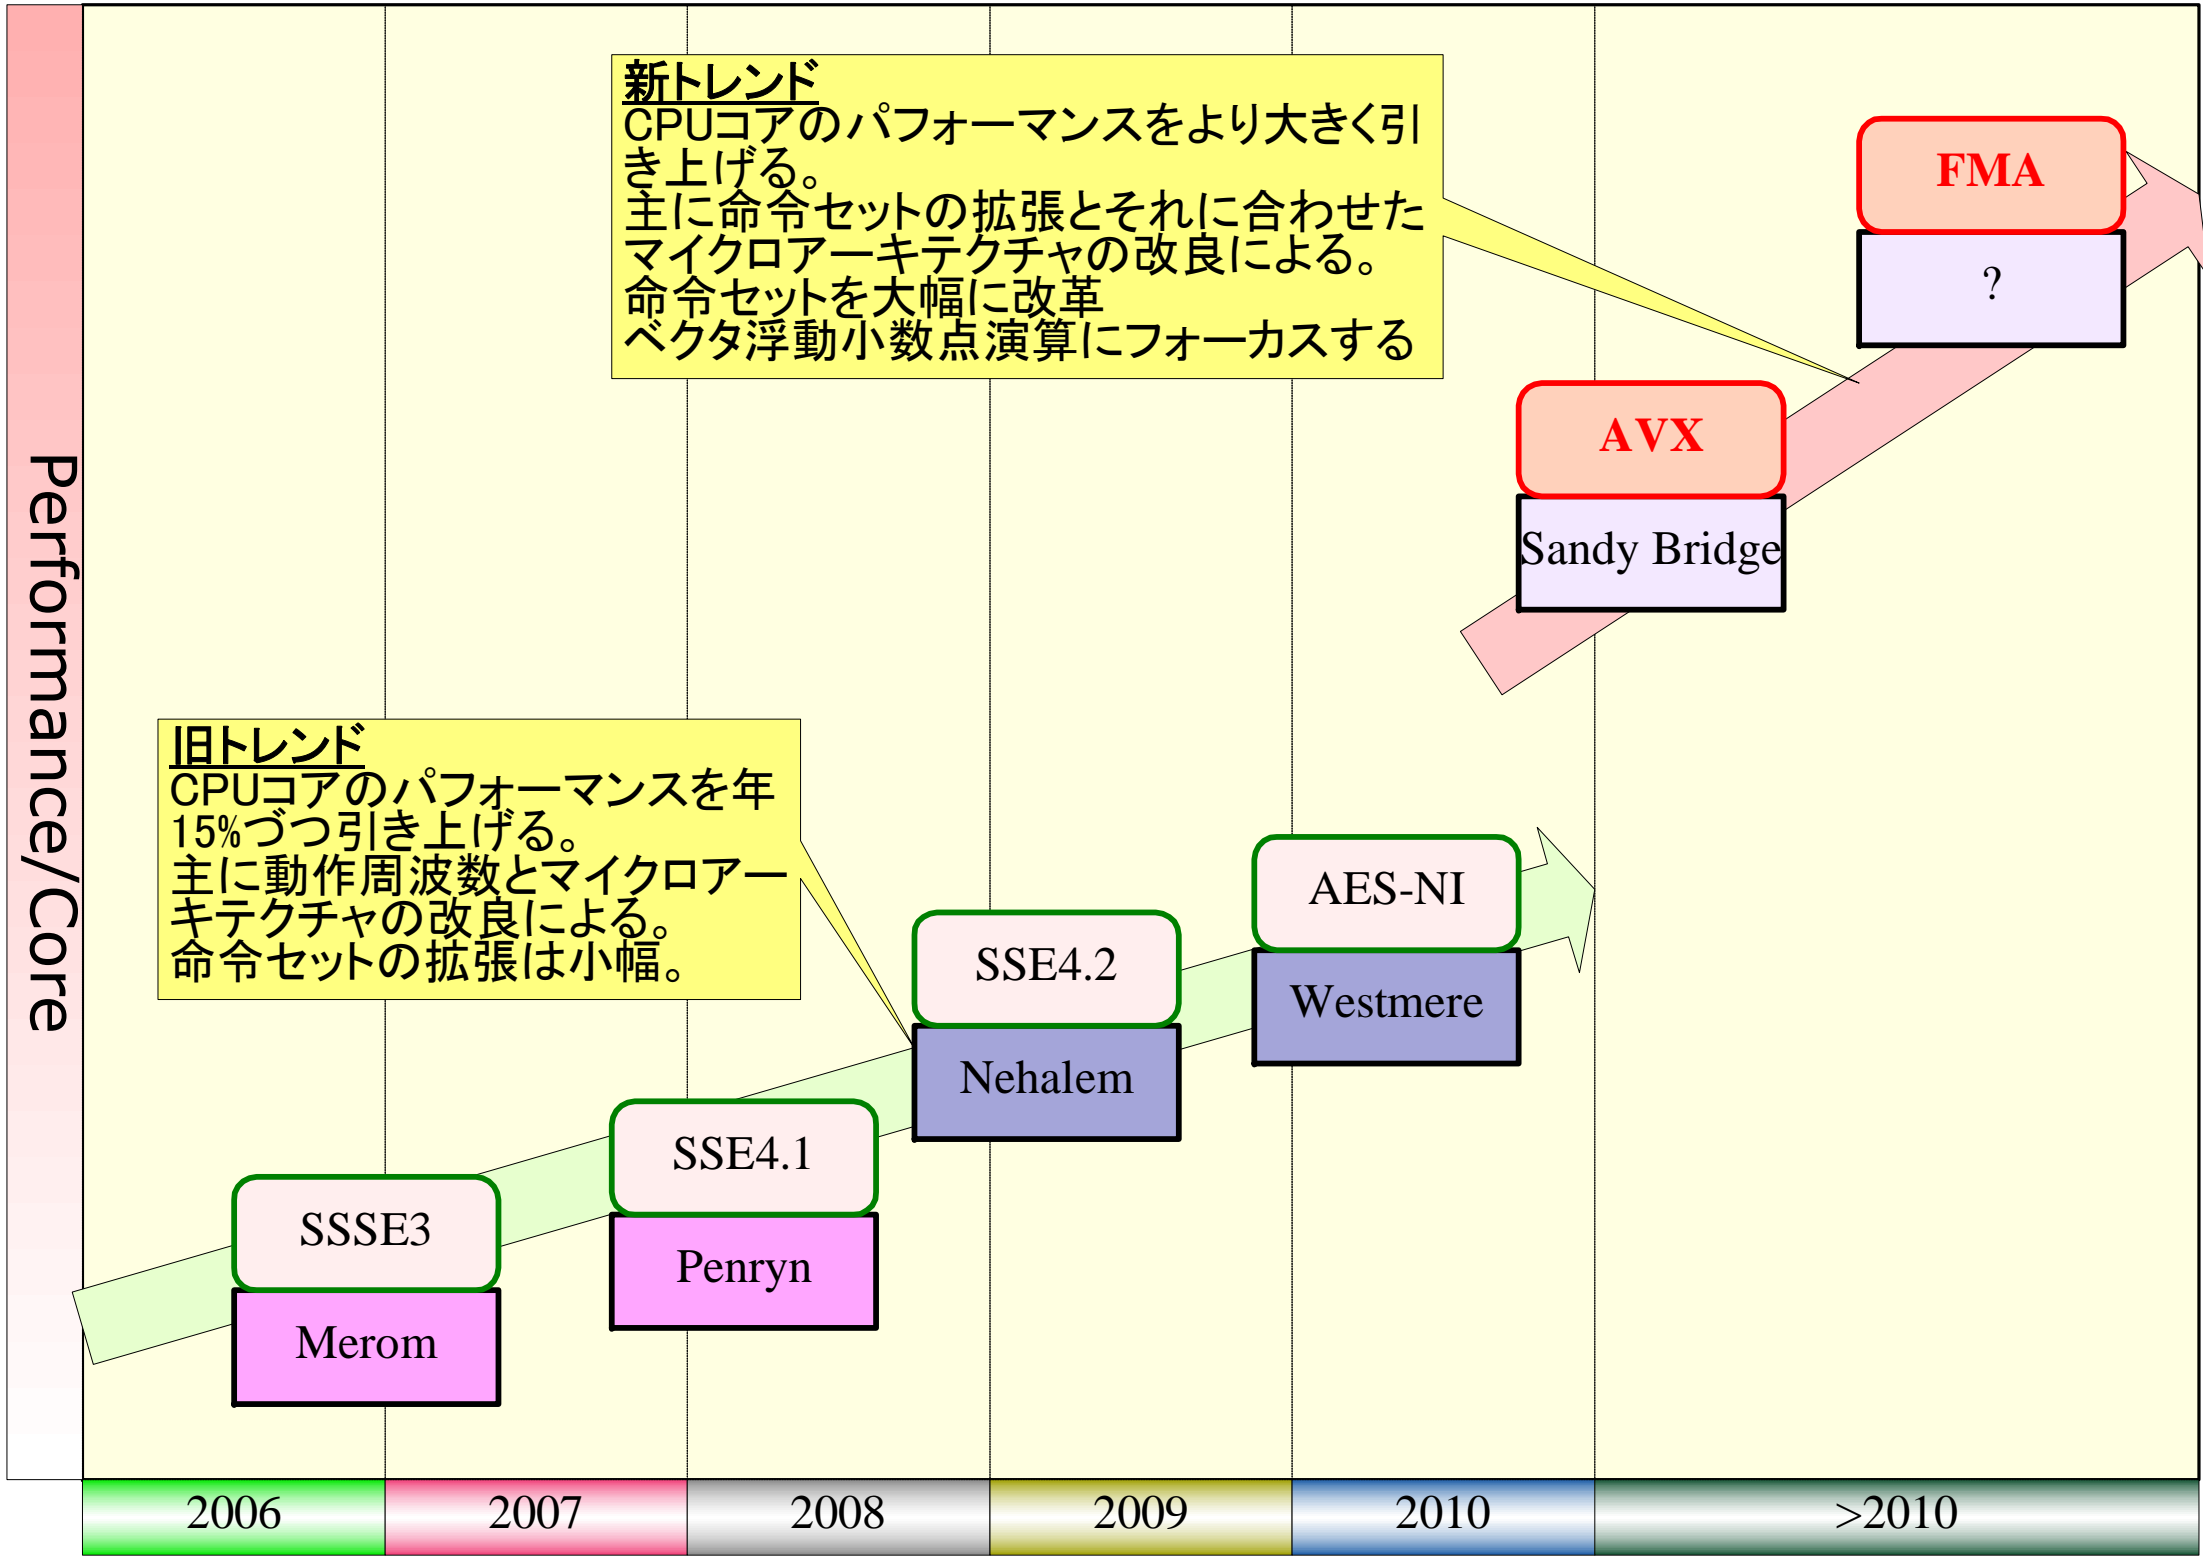 Performance/Core
新トレンド
CPUコアのパフォーマンスをより大きく引
き上げる。
主に命令セットの拡張とそれに合わせた
マイクロアーキテクチャの改良による。
命令セットを大幅に改革
ベクタ浮動小数点演算にフォーカスする
FMA
?
AVX
Sandy Bridge
旧トレンド
CPUコアのパフォーマンスを年
15%づつ引き上げる。
主に動作周波数とマイクロアー
キテクチャの改良による。
命令セットの拡張は小幅。
AES-NI
Westmere
SSE4.2
Nehalem
SSE4.1
Penryn
SSSE3
Merom
2006
2007
2008
2009
2010
>2010